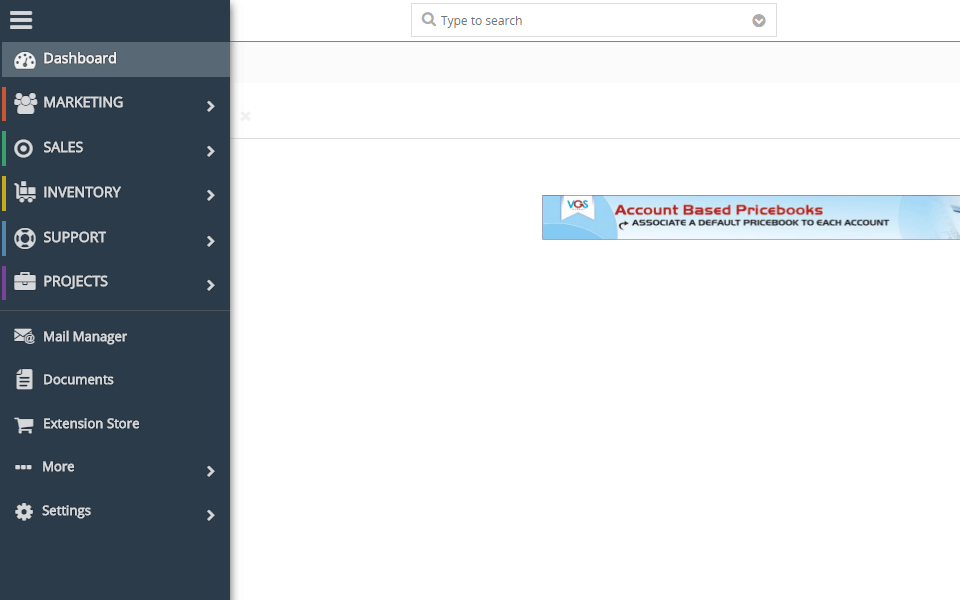 Type to search
Dashboard
MARKETING
SALES
INVENTORY
SUPPORT
PROJECTS
Mail Manager
Documents
Extension Store
More
Settings
VGS
Account Based Pricebooks
ASSOCIATE A DEFAULT PRICEBOOK TO EACH ACCOUNT